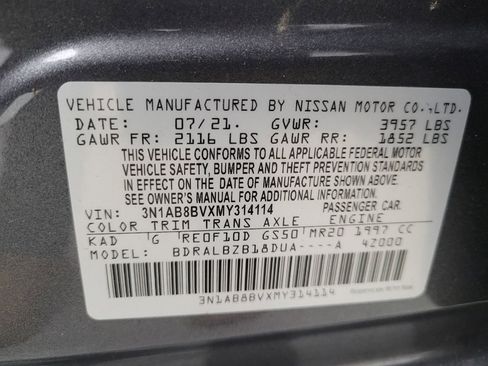 VEHICLE MANUFACTURED BY NISSAN MOTOR CO.,LTD.
DATE: 07/21. GVWR: 3957 LBS
GAWR FR: 2116 LBS GAWR RR: 1852 LBS
THIS VEHICLE CONFORMS TO ALL APPLICABLE FEDERAL MOTOR
VEHICLE SAFETY, BUMPER AND THEFT PREVENTION STANDARDS
IN EFFECT ON THE DATE OF MANUFACTURE SHOWN ABOVE.
SEE OWNER'S MANUAL FOR ADDITIONAL INFORMATION.
VIN: 3N1AB8BVXMY314114 PASSENGER CAR.
COLOR TRIM TRANS AXLE ENGINE
KAD G RE0F10D GS50 MR20 1997 CC
MODEL: BDRALBZB18DUA----A 4Z000
3N1AB8BVXMY314114